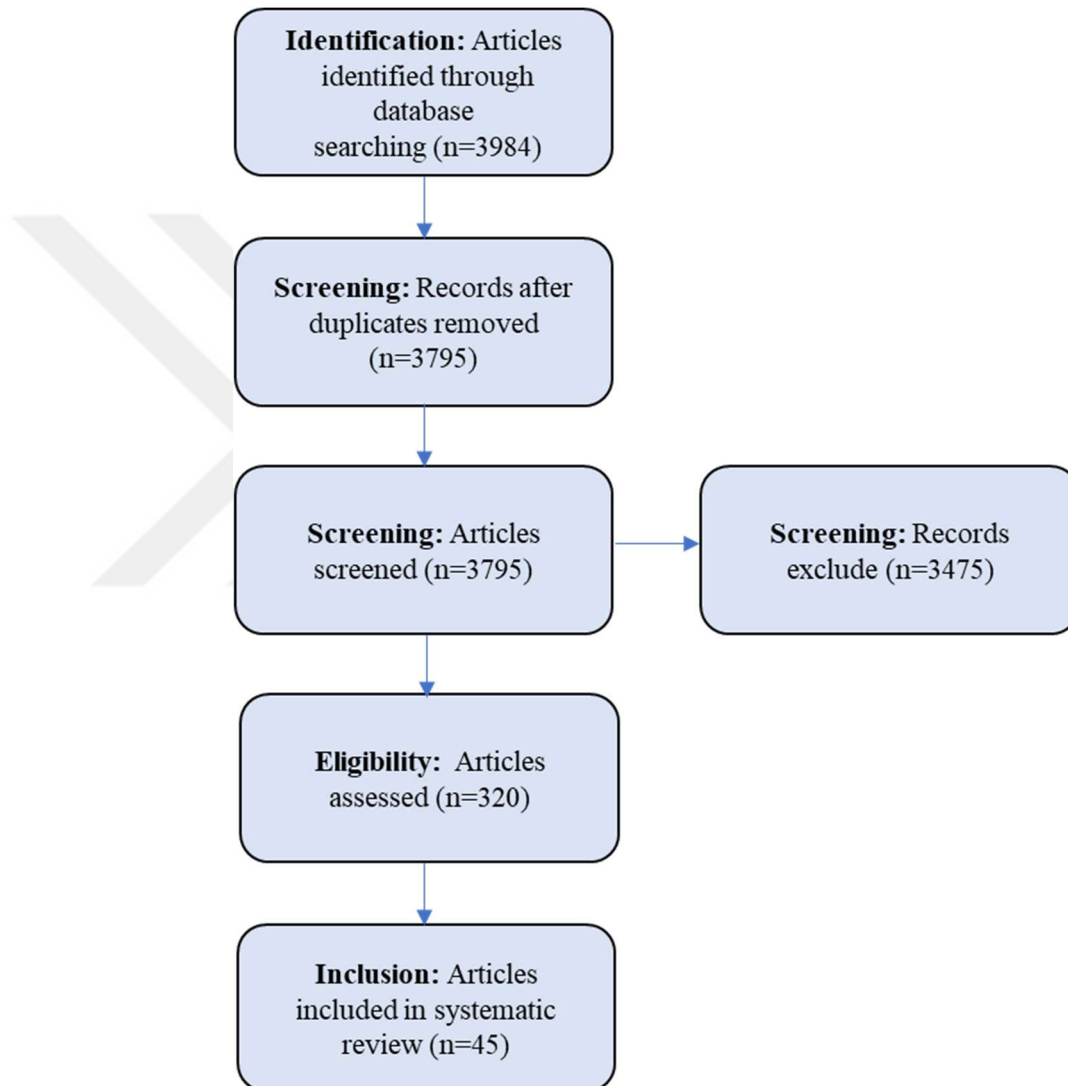 Identification: Articles
identified through
database
searching (n=3984)
Screening: Records after
duplicates removed
(n=3795)
Screening: Articles
screened (n=3795)
Screening: Records
exclude (n=3475)
Eligibility: Articles
assessed (n=320)
Inclusion: Articles
included in systematic
review (n=45)